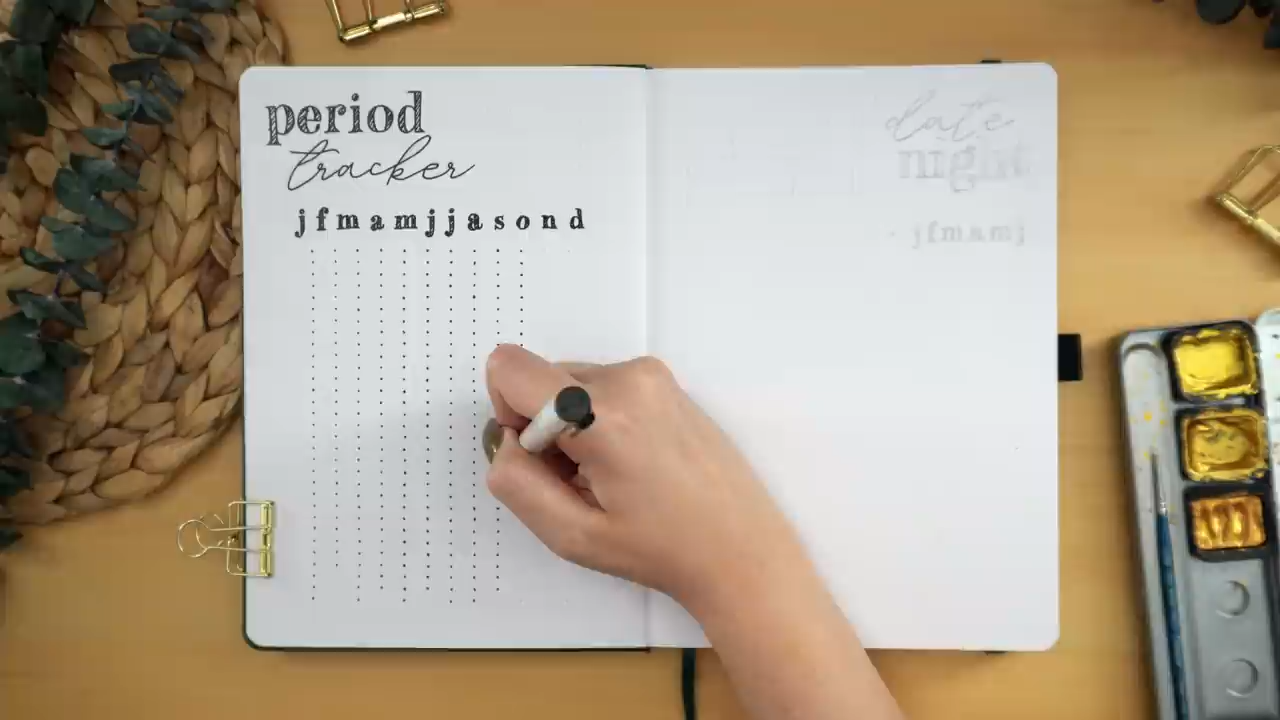 period
tracker
j f m a m j j a s o n d
date
night
j f m a m j